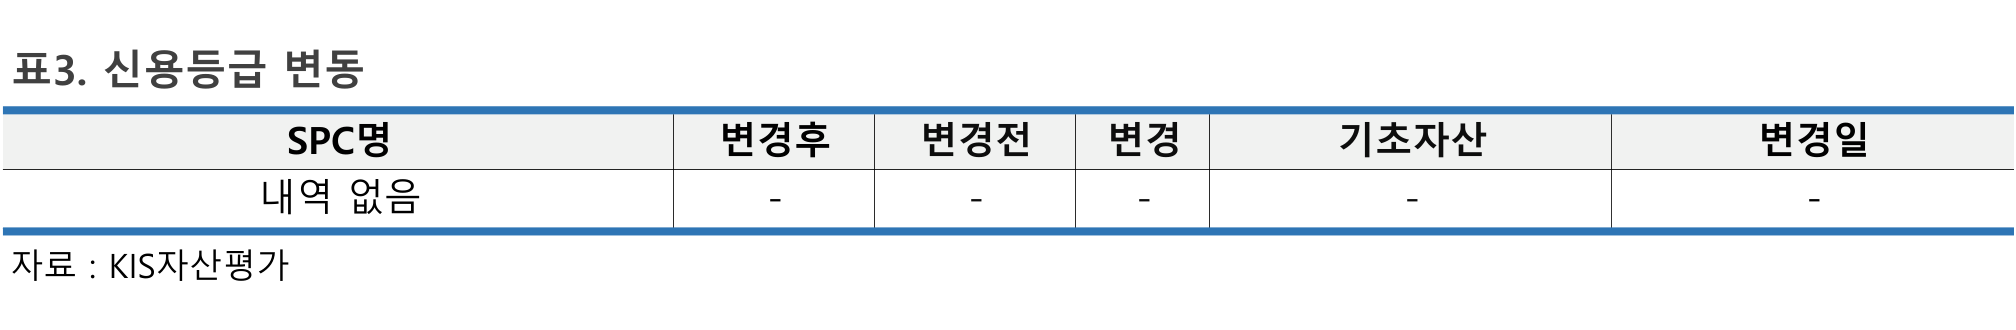 표3. 신용등급 변동
SPC명 변경후 변경전 변경 기초자산 변경일
내역 없음 - - - - -
자료 : KIS자산평가